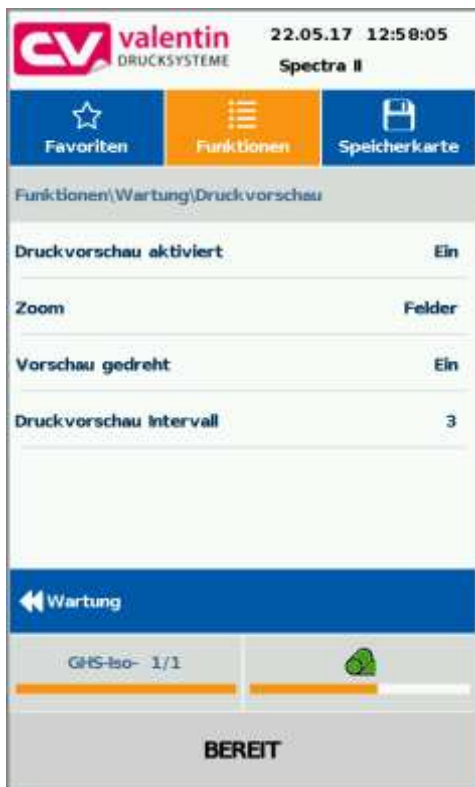 CV valentin
DRUCKSYSTEME
22.05.17 12:58:05
Spectra II
Favoriten
Funktionen
Speicherkarte
Funktionen\Wartung\Druckvorschau
Druckvorschau aktiviert Ein
Zoom Felder
Vorschau gedreht Ein
Druckvorschau Intervall 3
Wartung
GHS-Iso- 1/1
BEREIT